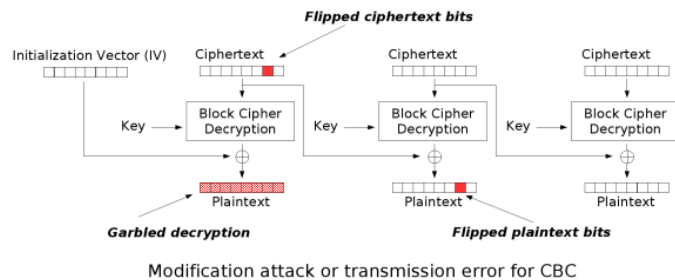 Flipped ciphertext bits
Initialization Vector (IV)
Ciphertext
Ciphertext
Ciphertext
Key
Block Cipher
Decryption
Key
Block Cipher
Decryption
Key
Block Cipher
Decryption
Plaintext
Plaintext
Plaintext
Garbled decryption
Flipped plaintext bits
Modification attack or transmission error for CBC